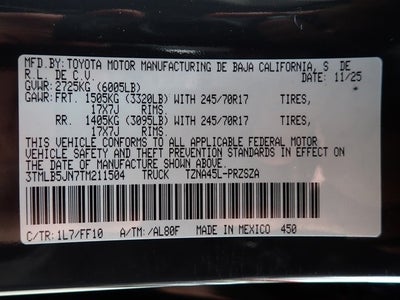 MFD.BY:TOYOTA MOTOR MANUFACTURING DE BAJA CALIFORNIA, S DE
R.L. DE C.V. DATE: 11/25
GVWR: 2725KG (6005LB)
GAWR: FRT. 1505KG (3320LB) WITH 245/70R17 TIRES,
17X7J RIMS
RR. 1405KG (3095LB) WITH 245/70R17 TIRES,
17X7J RIMS
THIS VEHICLE CONFORMS TO ALL APPLICABLE FEDERAL MOTOR
VEHICLE SAFETY AND THEFT PREVENTION STANDARDS IN EFFECT ON
THE DATE OF MANUFACTURE SHOWN ABOVE.
3TMLB5JN7TM211504 TRUCK TZNA45L-PRZSZA
C/TR: 1L7/FF10 A/TM: /AL80F MADE IN MEXICO 450